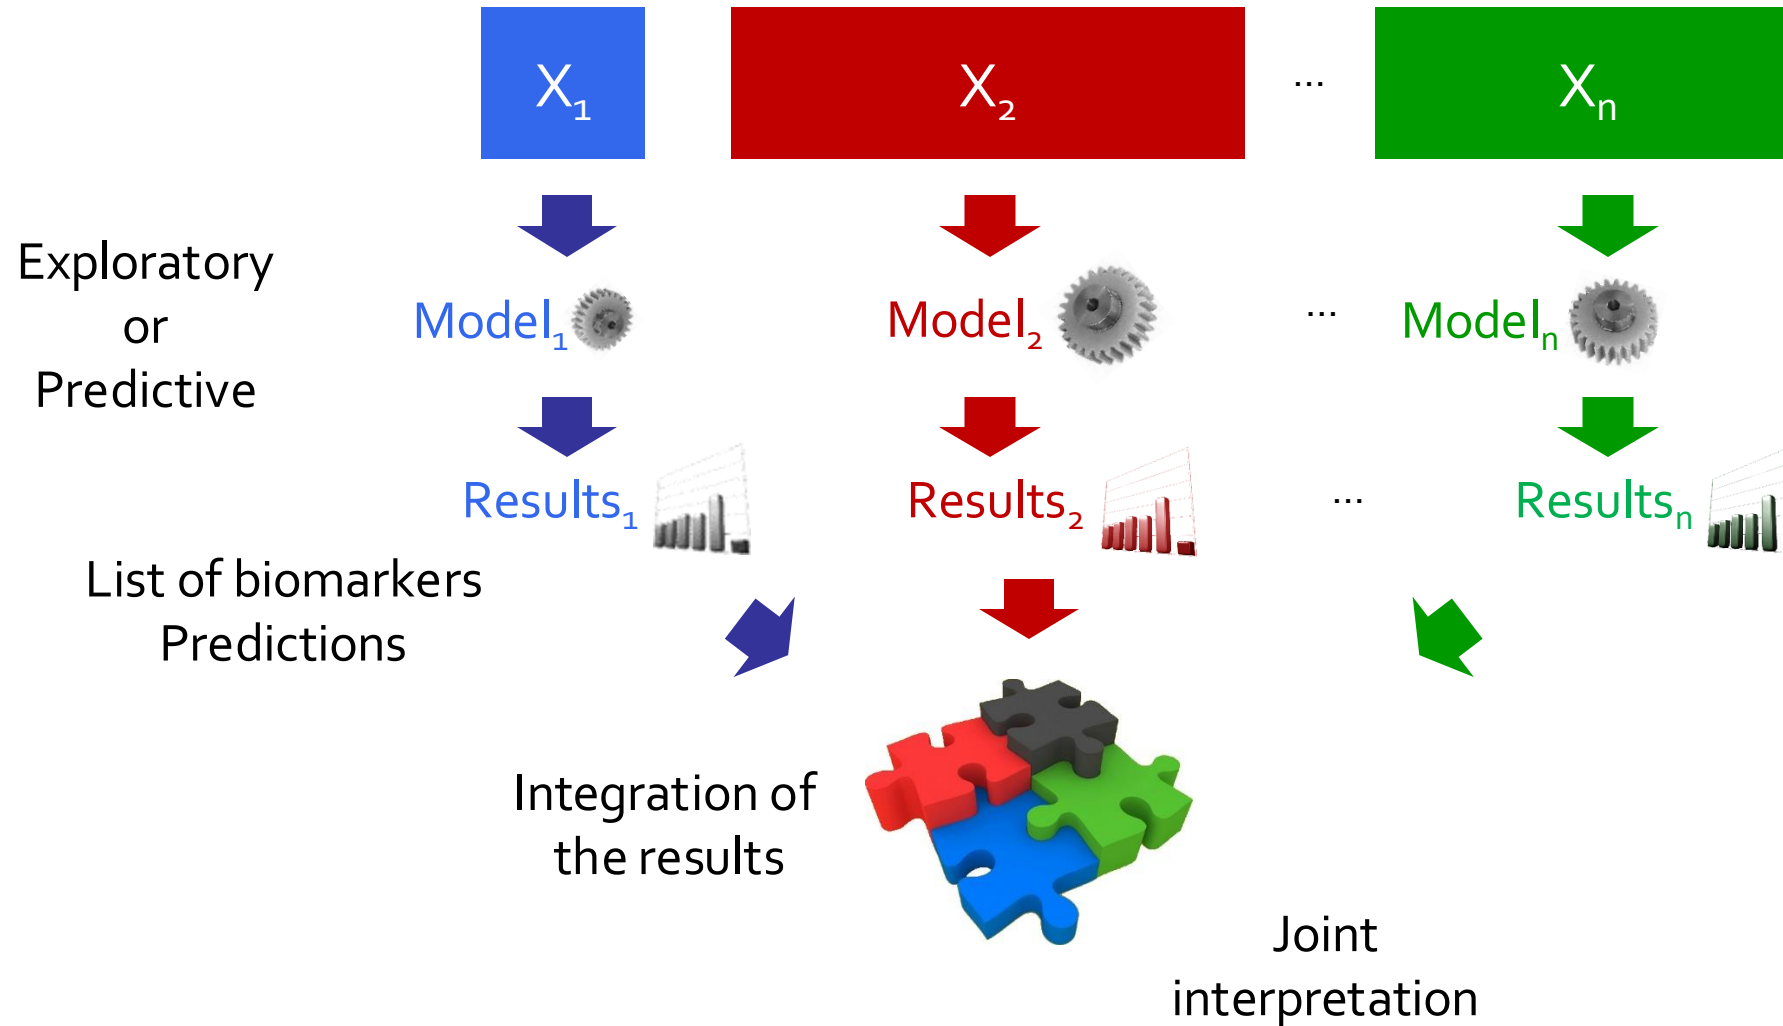 X₁ X₂ ... Xₙ
Exploratory
or
Predictive
Model₁ Model₂ ... Modelₙ
Results₁ Results₂ ... Resultsₙ
List of biomarkers
Predictions
Integration of
the results
Joint
interpretation